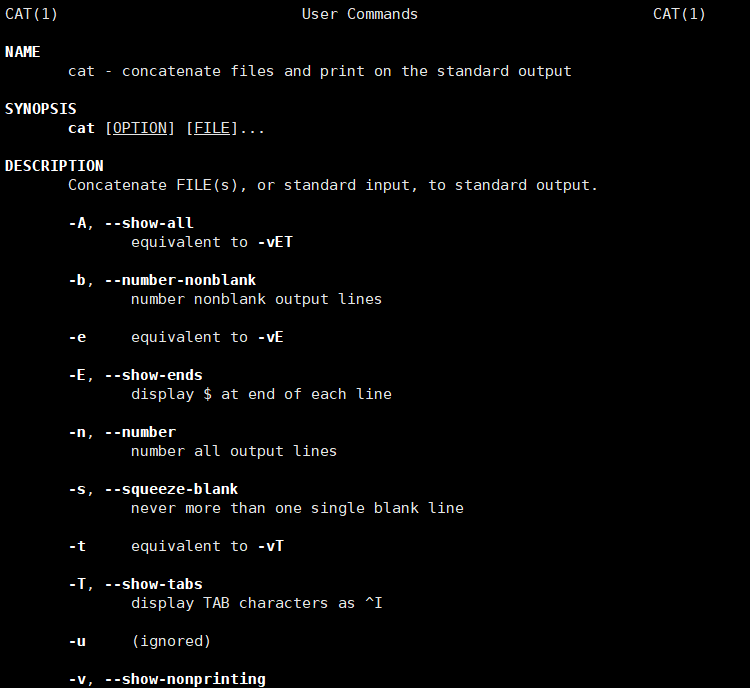 CAT(1) User Commands CAT(1)
NAME
cat - concatenate files and print on the standard output
SYNOPSIS
cat [OPTION] [FILE]...
DESCRIPTION
Concatenate FILE(s), or standard input, to standard output.
-A, --show-all
equivalent to -vET
-b, --number-nonblank
number nonblank output lines
-e equivalent to -vE
-E, --show-ends
display $ at end of each line
-n, --number
number all output lines
-s, --squeeze-blank
never more than one single blank line
-t equivalent to -vT
-T, --show-tabs
display TAB characters as ^I
-u (ignored)
-v, --show-nonprinting